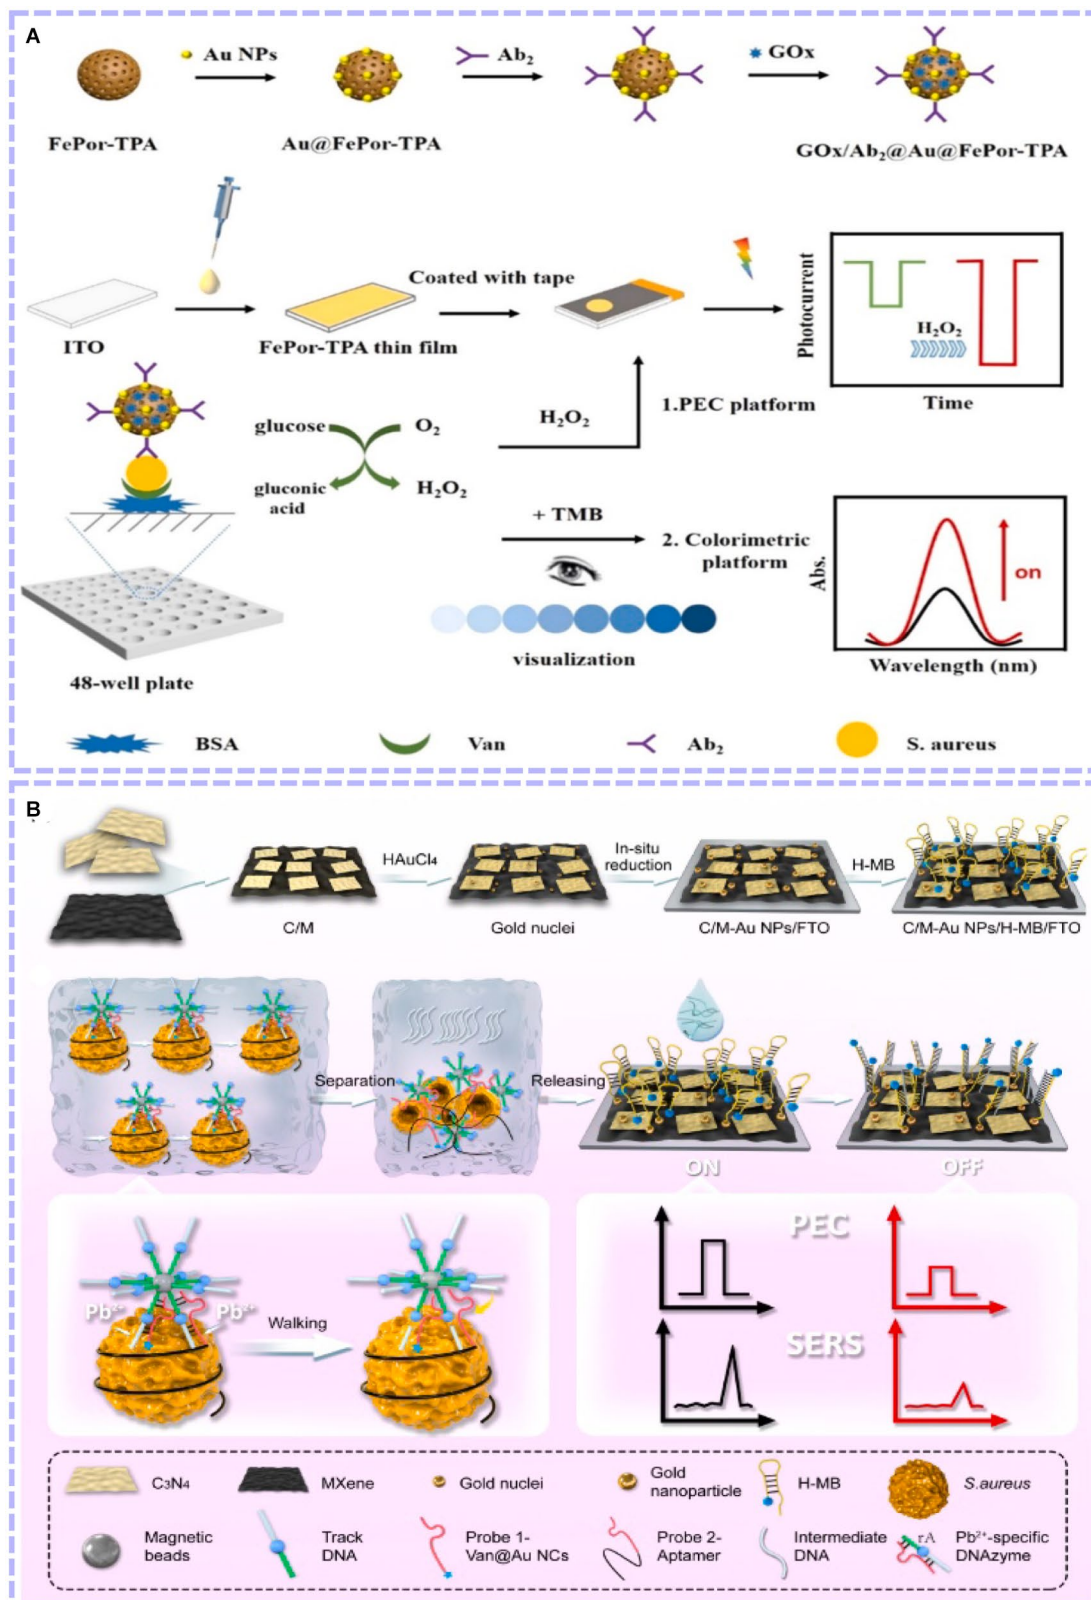 A
Au NPs
Ab₂
GOx
FePor-TPA
Au@FePor-TPA
GOx/Ab₂@Au@FePor-TPA
Coated with tape
ITO
FePor-TPA thin film
Photocurrent
H₂O₂
Time
glucose
O₂
H₂O₂
1.PEC platform
gluconic
acid
H₂O₂
+ TMB
2. Colorimetric
platform
Abs.
on
Wavelength (nm)
visualization
48-well plate
BSA
Van
Ab₂
S. aureus
B
HAuCl₄
In-situ
reduction
H-MB
C/M
Gold nuclei
C/M-Au NPs/FTO
C/M-Au NPs/H-MB/FTO
Separation
Releasing
ON
OFF
Pb²⁺
Pb²⁺
Walking
PEC
SERS
C₃N₄
MXene
Gold nuclei
Gold
nanoparticle
H-MB
S.aureus
Magnetic
beads
Track
DNA
Probe 1-
Van@Au NCs
Probe 2-
Aptamer
Intermediate
DNA
rA
Pb²⁺-specific
DNAzyme